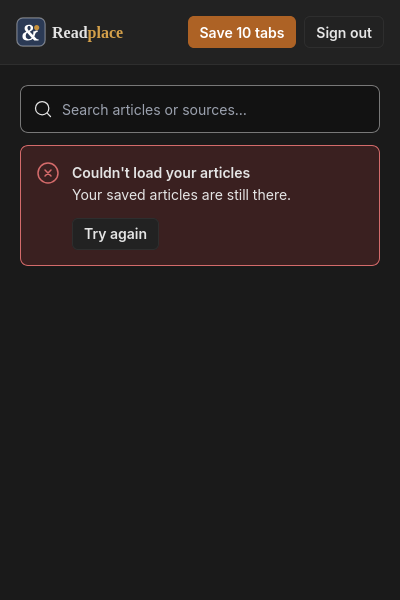 & Readplace
Save 10 tabs
Sign out
Search articles or sources...
Couldn't load your articles
Your saved articles are still there.
Try again